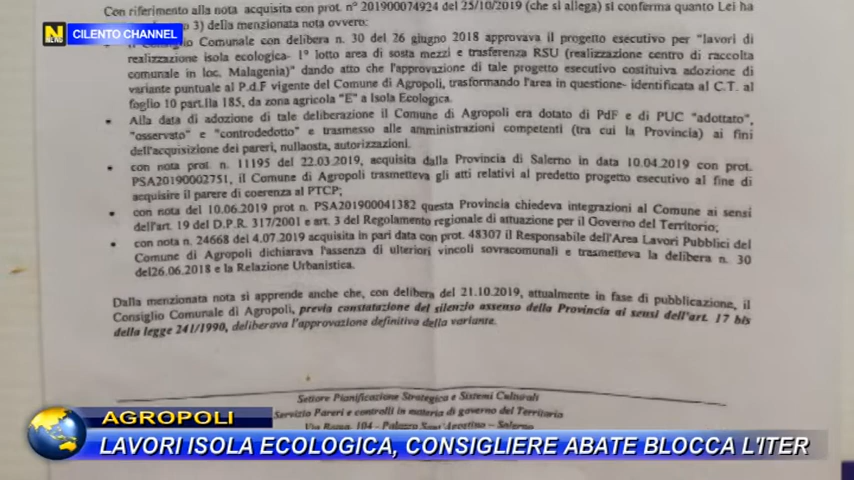 Con riferimento alla nota acquisita con prot. n° 201900074924 del 25/10/2019 (che si allega) si conferma quanto Lei ha
3) della menzionata nota ovvero:
N
CILENTO CHANNEL
Consiglio Comunale con delibera n. 30 del 26 giugno 2018 approvava il progetto esecutivo per "lavori di
realizzazione isola ecologica- 1° lotto area di sosta mezzi e trasferenza RSU (realizzazione centro di raccolta
comunale in loc. Malagenia)" dando atto che l'approvazione di tale progetto esecutivo costituiva adozione di
variante puntuale al P.d.F vigente del Comune di Agropoli, trasformando l'area in questione- identificata al C.T. al
foglio 10 part.lla 185, da zona agricola "E" a Isola Ecologica.
• Alla data di adozione di tale deliberazione il Comune di Agropoli era dotato di PdF e di PUC "adottato",
"osservato" e "controdedotto" e trasmesso alle amministrazioni competenti (tra cui la Provincia) ai fini
dell'acquisizione dei pareri, nullaosta, autorizzazioni.
• con nota prot. n. 11195 del 22.03.2019, acquisita dalla Provincia di Salerno in data 10.04.2019 con prot.
PSA20190002751, il Comune di Agropoli trasmetteva gli atti relativi al predetto progetto esecutivo al fine di
acquisire il parere di coerenza al PTCP;
• con nota del 10.06.2019 prot n. PSA201900041382 questa Provincia chiedeva integrazioni al Comune ai sensi
dell'art. 19 del D.P.R. 317/2001 e art. 3 del Regolamento regionale di attuazione per il Governo del Territorio;
• con nota n. 24668 del 4.07.2019 acquisita in pari data con prot. 48307 il Responsabile dell'Area Lavori Pubblici del
Comune di Agropoli dichiarava l'assenza di ulteriori vincoli sovracomunali e trasmetteva la delibera n. 30
del26.06.2018 e la Relazione Urbanistica.
Dalla menzionata nota si apprende anche che, con delibera del 21.10.2019, attualmente in fase di pubblicazione, il
Consiglio Comunale di Agropoli, previa constatazione del silenzio assenso della Provincia ai sensi dell'art. 17 bis
della legge 241/1990, deliberava l'approvazione definitiva della variante.
Settore Pianificazione Strategica e Sistemi Culturali
Servizio Pareri e controlli in materia di governo del Territorio
Via Roma, 104 - Palazzo Sant'Agostino - Salerno
AGROPOLI
LAVORI ISOLA ECOLOGICA, CONSIGLIERE ABATE BLOCCA L'ITER